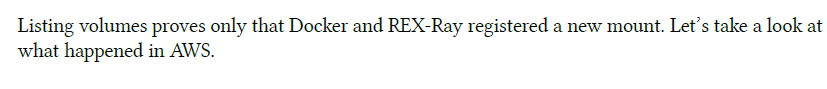 Listing volumes proves only that Docker and REX-Ray registered a new mount. Let’s take a look at
what happened in AWS.